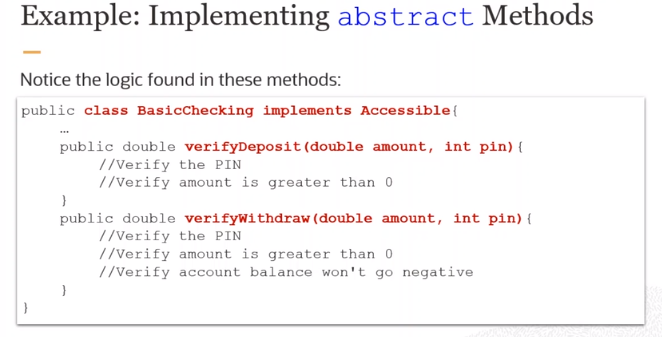 Example: Implementing abstract Methods
Notice the logic found in these methods:
public class BasicChecking implements Accessible{
…
public double verifyDeposit(double amount, int pin){
//Verify the PIN
//Verify amount is greater than 0
}
public double verifyWithdraw(double amount, int pin){
//Verify the PIN
//Verify amount is greater than 0
//Verify account balance won't go negative
}
}